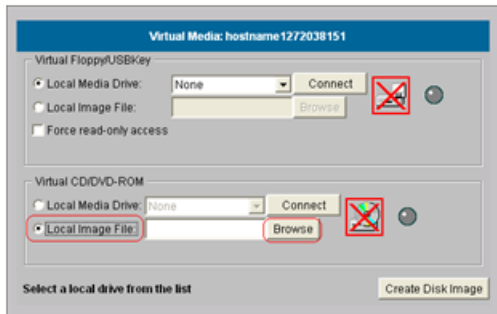 Virtual Media: hostname1272038151
Virtual Floppy/USBKey
Local Media Drive: None Connect
Local Image File: Browse
Force read-only access
Virtual CD/DVD-ROM
Local Media Drive: None Connect
Local Image File: Browse
Select a local drive from the list Create Disk Image